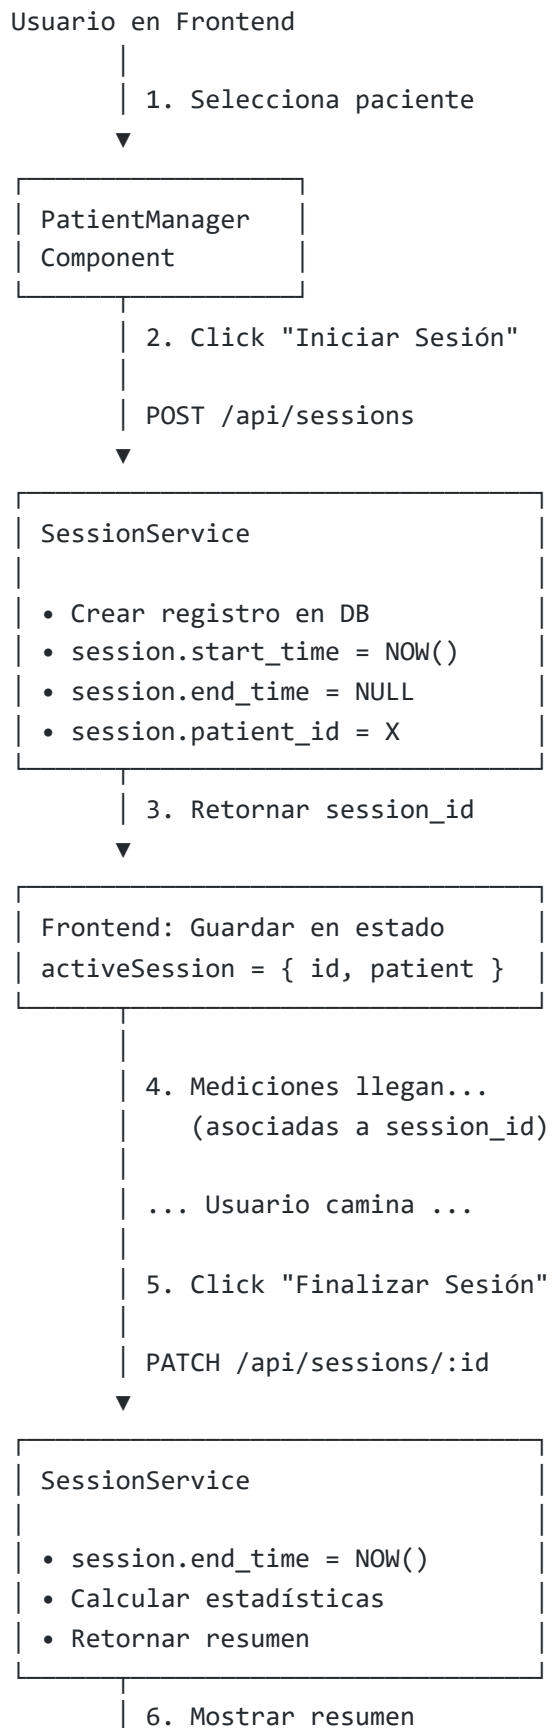 Usuario en Frontend
1. Selecciona paciente
PatientManager
Component
2. Click "Iniciar Sesión"
POST /api/sessions
SessionService
• Crear registro en DB
• session.start_time = NOW()
• session.end_time = NULL
• session.patient_id = X
3. Retornar session_id
Frontend: Guardar en estado
activeSession = { id, patient }
4. Mediciones llegan...
(asociadas a session_id)
... Usuario camina ...
5. Click "Finalizar Sesión"
PATCH /api/sessions/:id
SessionService
• session.end_time = NOW()
• Calcular estadísticas
• Retornar resumen
6. Mostrar resumen